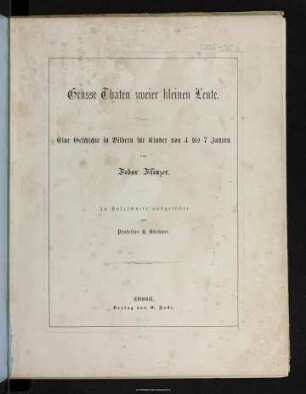 Grosse Thaten zweier kleinen Leute.
Eine Geschichte in Bildern für Kinder von 4 bis 7 Jahren
von
Fedor Flinzer.
In Holzschnitt ausgeführt
von
Professor H. Bürkner.
Chemnitz,
Verlag von E. Focke.